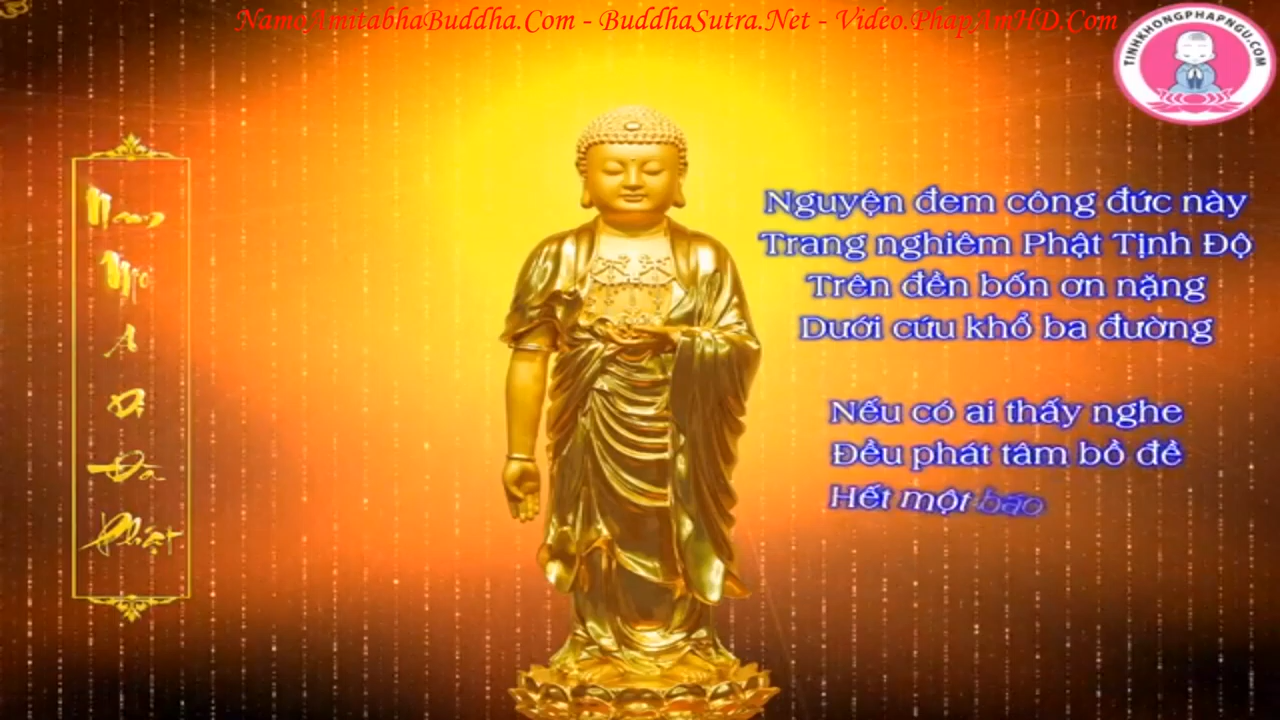 NamoAmitabhaBuddha.Com - BuddhaSutra.Net - Video.PhapAmHD.Com
TINHKHONGPHAPNGU.COM
Nam
Mô
A
Di
Đà
Phật
Nguyện đem công đức này
Trang nghiêm Phật Tịnh Độ
Trên đền bốn ơn nặng
Dưới cứu khổ ba đường
Nếu có ai thấy nghe
Đều phát tâm bồ đề
Hết một báo